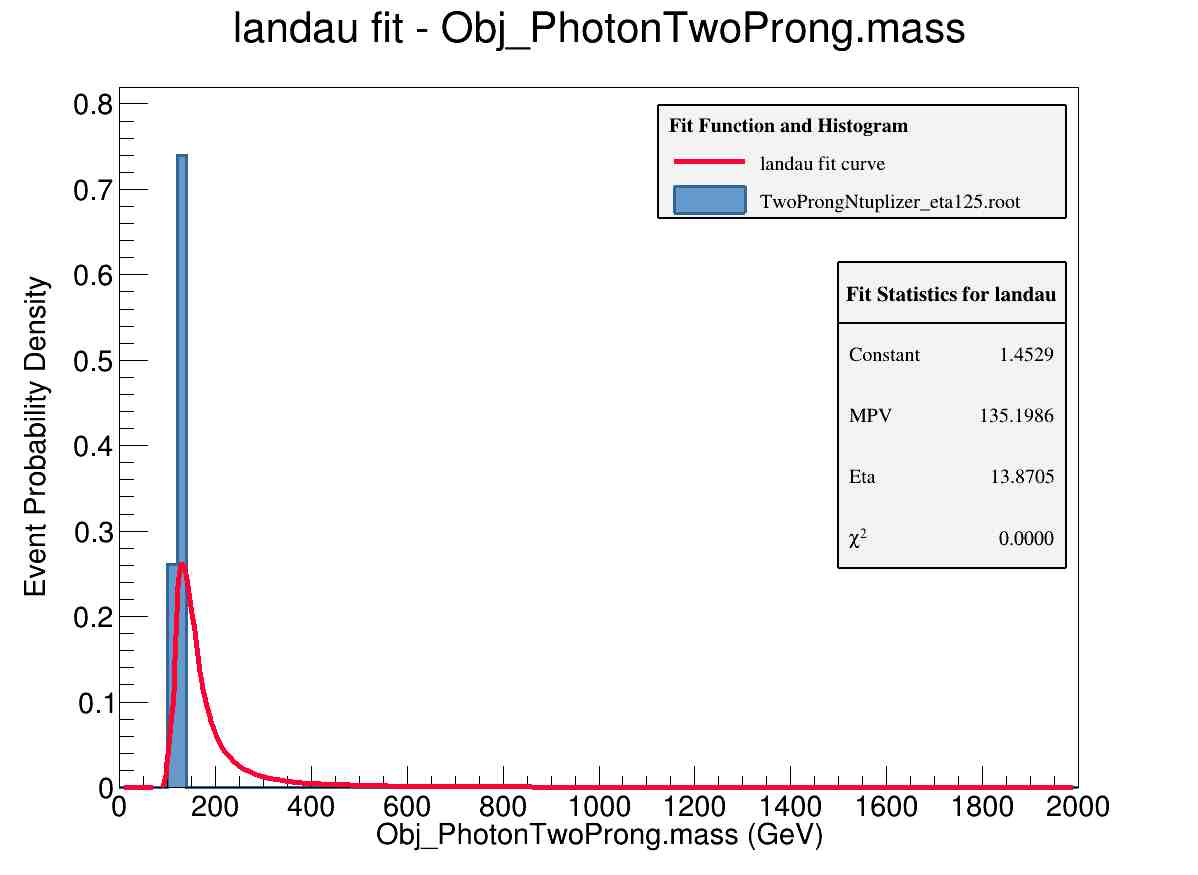 landau fit - Obj_PhotonTwoProng.mass
Fit Function and Histogram
landau fit curve
TwoProngNtuplizer_eta125.root
Fit Statistics for landau
Constant 1.4529
MPV 135.1986
Eta 13.8705
χ² 0.0000
Event Probability Density
0.8
0.7
0.6
0.5
0.4
0.3
0.2
0.1
0
0 200 400 600 800 1000 1200 1400 1600 1800 2000
Obj_PhotonTwoProng.mass (GeV)